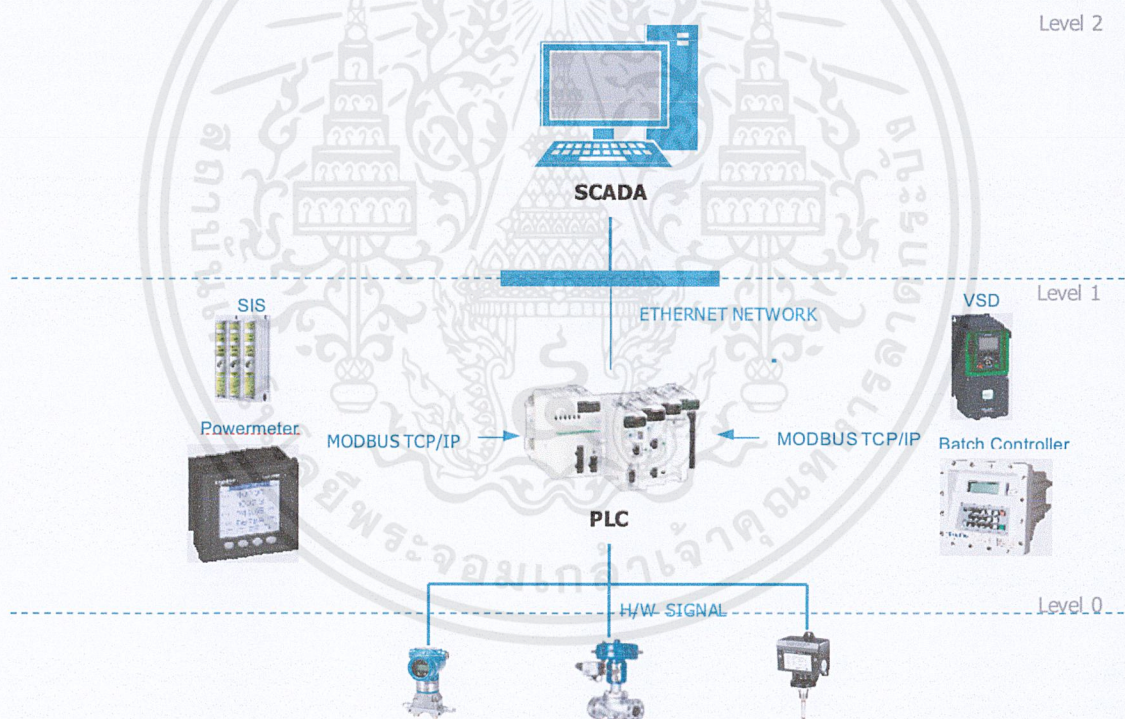 Level 2
SCADA
Level 1
SIS
ETHERNET NETWORK
VSD
Powermeter
MODBUS TCP/IP
MODBUS TCP/IP
Batch Controller
PLC
Level 0
H/W SIGNAL